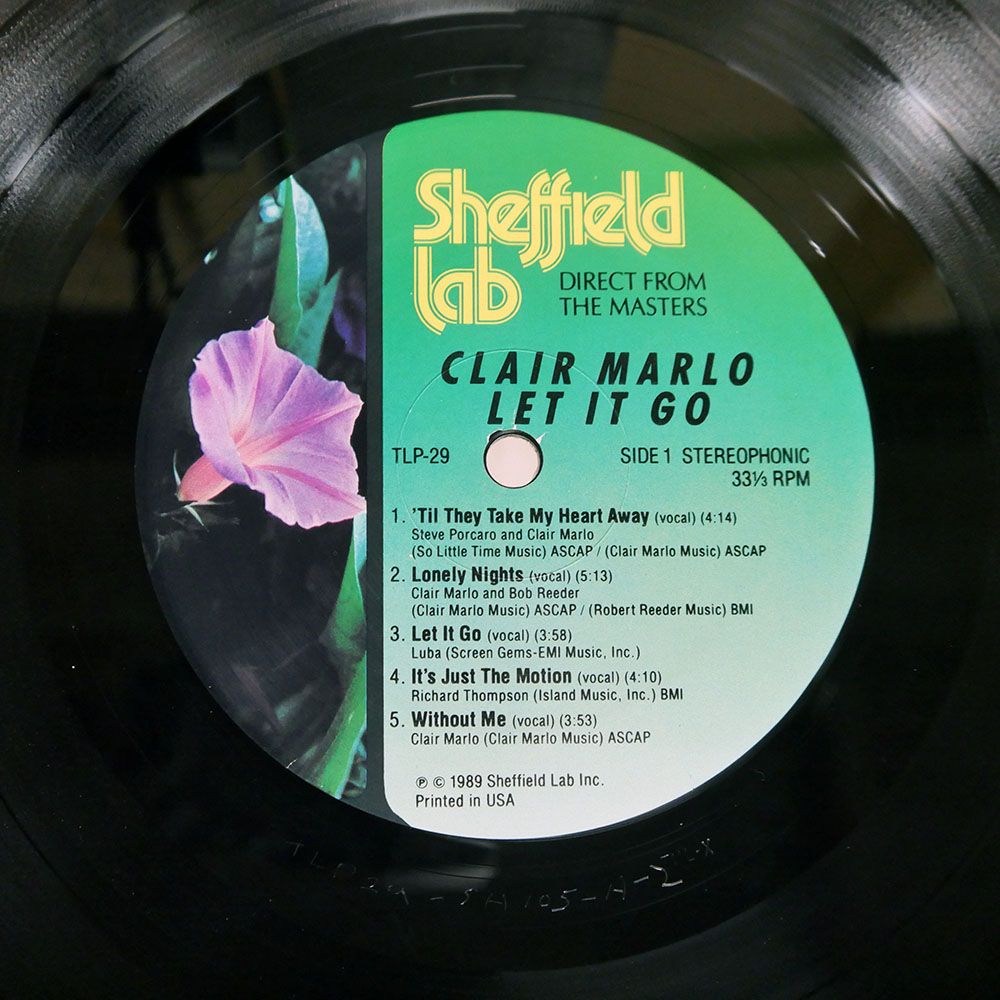 Sheffield
Lab
DIRECT FROM
THE MASTERS
CLAIR MARLO
LET IT GO
TLP-29
SIDE 1 STEREOPHONIC
33⅓ RPM
1. 'Til They Take My Heart Away (vocal) (4:14)
Steve Porcaro and Clair Marlo
(So Little Time Music) ASCAP / (Clair Marlo Music) ASCAP
2. Lonely Nights (vocal) (5:13)
Clair Marlo and Bob Reeder
(Clair Marlo Music) ASCAP / (Robert Reeder Music) BMI
3. Let It Go (vocal) (3:58)
Luba (Screen Gems-EMI Music, Inc.)
4. It's Just The Motion (vocal) (4:10)
Richard Thompson (Island Music, Inc.) BMI
5. Without Me (vocal) (3:53)
Clair Marlo (Clair Marlo Music) ASCAP
℗ © 1989 Sheffield Lab Inc.
Printed in USA